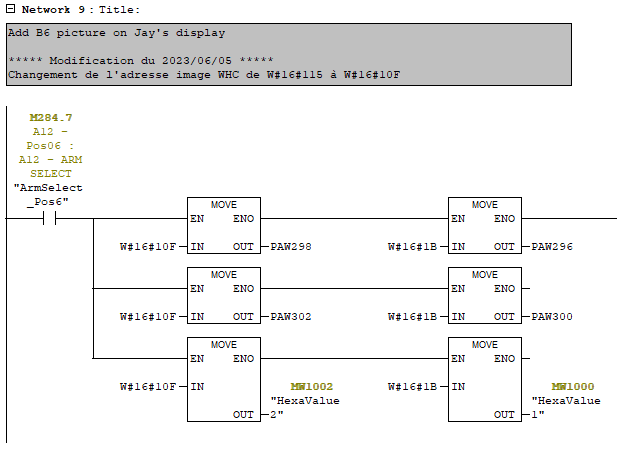 Network 9 : Title:
Add B6 picture on Jay's display
***** Modification du 2023/06/05 *****
Changement de l'adresse image WHC de W#16#115 à W#16#10F
M284.7
A12 -
Pos06 :
A12 - ARM
SELECT
"ArmSelect
_Pos6"
MOVE
MOVE
EN ENO
EN ENO
W#16#10F IN OUT PAW298
W#16#1B IN OUT PAW296
MOVE
MOVE
EN ENO
EN ENO
W#16#10F IN OUT PAW302
W#16#1B IN OUT PAW300
MOVE
MOVE
EN ENO
EN ENO
W#16#10F IN
MW1002
W#16#1B IN
MW1000
"HexaValue
"HexaValue
OUT 2"
OUT 1"